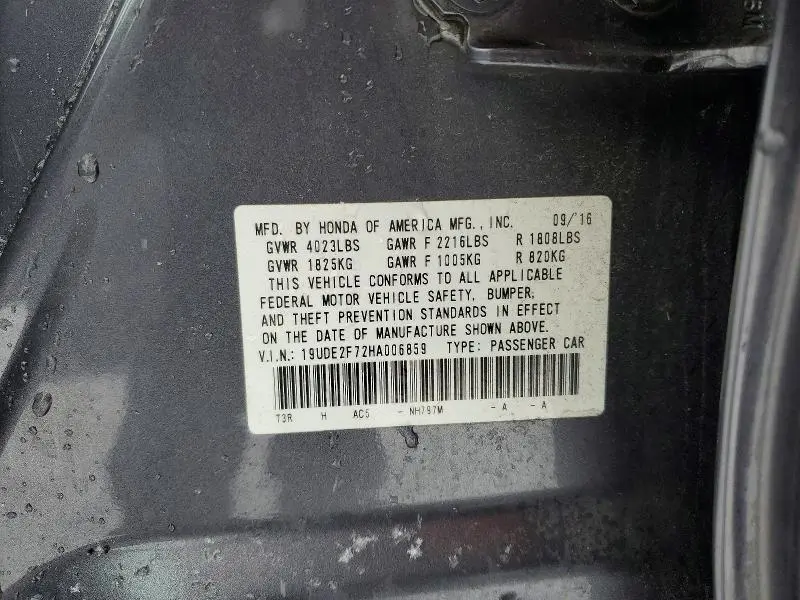 MFD. BY HONDA OF AMERICA MFG., INC. 09/'16
GVWR 4023LBS GAWR F 2216LBS R 1808LBS
GVWR 1825KG GAWR F 1005KG R 820KG
THIS VEHICLE CONFORMS TO ALL APPLICABLE
FEDERAL MOTOR VEHICLE SAFETY, BUMPER,
AND THEFT PREVENTION STANDARDS IN EFFECT
ON THE DATE OF MANUFACTURE SHOWN ABOVE.
V.I.N.: 19UDE2F72HA006859 TYPE: PASSENGER CAR
T3R H AC5 - NH797M - A - A